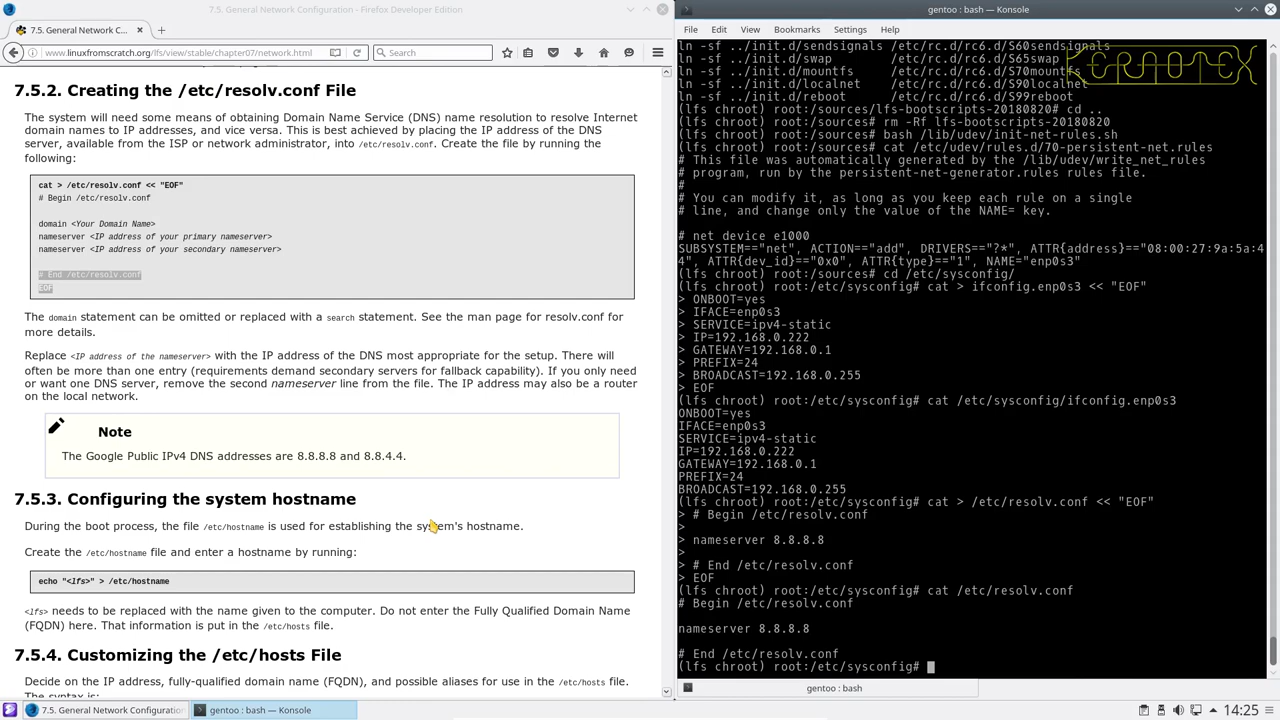 7.5. General Network Configuration - Firefox Developer Edition
7.5. General Network C...
www.linuxfromscratch.org/lfs/view/stable/chapter07/network.html
Search
7.5.2. Creating the /etc/resolv.conf File
The system will need some means of obtaining Domain Name Service (DNS) name resolution to resolve Internet
domain names to IP addresses, and vice versa. This is best achieved by placing the IP address of the DNS
server, available from the ISP or network administrator, into /etc/resolv.conf. Create the file by running the
following:
cat > /etc/resolv.conf << "EOF"
# Begin /etc/resolv.conf
domain <Your Domain Name>
nameserver <IP address of your primary nameserver>
nameserver <IP address of your secondary nameserver>
# End /etc/resolv.conf
EOF
The domain statement can be omitted or replaced with a search statement. See the man page for resolv.conf for
more details.
Replace <IP address of the nameserver> with the IP address of the DNS most appropriate for the setup. There will
often be more than one entry (requirements demand secondary servers for fallback capability). If you only need
or want one DNS server, remove the second nameserver line from the file. The IP address may also be a router
on the local network.
Note
The Google Public IPv4 DNS addresses are 8.8.8.8 and 8.8.4.4.
7.5.3. Configuring the system hostname
During the boot process, the file /etc/hostname is used for establishing the system's hostname.
Create the /etc/hostname file and enter a hostname by running:
echo "<lfs>" > /etc/hostname
<lfs> needs to be replaced with the name given to the computer. Do not enter the Fully Qualified Domain Name
(FQDN) here. That information is put in the /etc/hosts file.
7.5.4. Customizing the /etc/hosts File
Decide on the IP address, fully-qualified domain name (FQDN), and possible aliases for use in the /etc/hosts file.
The syntax is:
gentoo : bash — Konsole
File Edit View Bookmarks Settings Help
ln -sf ../init.d/sendsignals /etc/rc.d/rc6.d/S60sendsignals
ln -sf ../init.d/swap /etc/rc.d/rc6.d/S65swap
ln -sf ../init.d/mountfs /etc/rc.d/rc6.d/S70mountfs
ln -sf ../init.d/localnet /etc/rc.d/rc6.d/S90localnet
ln -sf ../init.d/reboot /etc/rc.d/rc6.d/S99reboot
(lfs chroot) root:/sources/lfs-bootscripts-20180820# cd ..
(lfs chroot) root:/sources# rm -Rf lfs-bootscripts-20180820
(lfs chroot) root:/sources# bash /lib/udev/init-net-rules.sh
(lfs chroot) root:/sources# cat /etc/udev/rules.d/70-persistent-net.rules
# This file was automatically generated by the /lib/udev/write_net_rules
# program, run by the persistent-net-generator.rules rules file.
#
# You can modify it, as long as you keep each rule on a single
# line, and change only the value of the NAME= key.
# net device e1000
SUBSYSTEM=="net", ACTION=="add", DRIVERS=="?*", ATTR{address}=="08:00:27:9a:5a:4
4", ATTR{dev_id}=="0x0", ATTR{type}=="1", NAME="enp0s3"
(lfs chroot) root:/sources# cd /etc/sysconfig/
(lfs chroot) root:/etc/sysconfig# cat > ifconfig.enp0s3 << "EOF"
> ONBOOT=yes
> IFACE=enp0s3
> SERVICE=ipv4-static
> IP=192.168.0.222
> GATEWAY=192.168.0.1
> PREFIX=24
> BROADCAST=192.168.0.255
> EOF
(lfs chroot) root:/etc/sysconfig# cat /etc/sysconfig/ifconfig.enp0s3
ONBOOT=yes
IFACE=enp0s3
SERVICE=ipv4-static
IP=192.168.0.222
GATEWAY=192.168.0.1
PREFIX=24
BROADCAST=192.168.0.255
(lfs chroot) root:/etc/sysconfig# cat > /etc/resolv.conf << "EOF"
> # Begin /etc/resolv.conf
>
> nameserver 8.8.8.8
>
> # End /etc/resolv.conf
> EOF
(lfs chroot) root:/etc/sysconfig# cat /etc/resolv.conf
# Begin /etc/resolv.conf
nameserver 8.8.8.8
# End /etc/resolv.conf
(lfs chroot) root:/etc/sysconfig#
gentoo : bash
7.5. General Network Configuration
gentoo : bash — Konsole
14:25